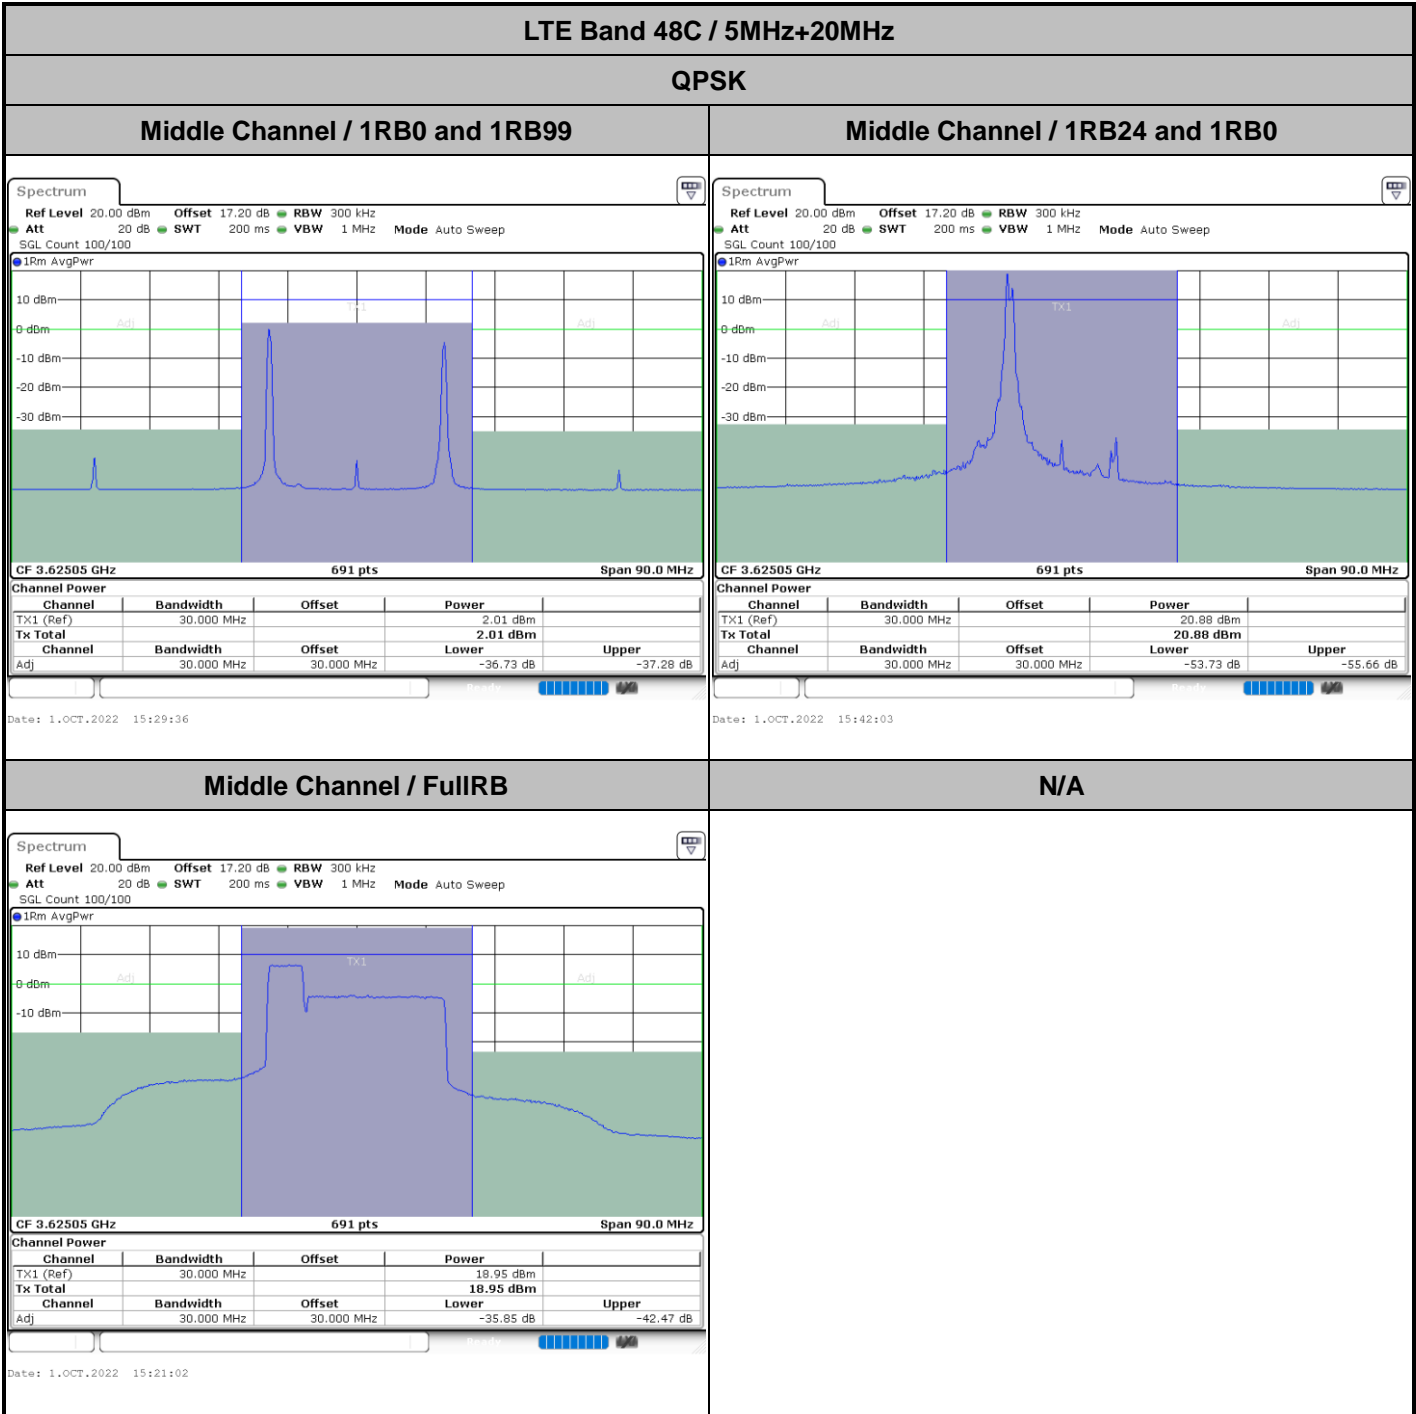 LTE Band 48C / 5MHz+20MHz
QPSK
Middle Channel / 1RB0 and 1RB99
Middle Channel / 1RB24 and 1RB0
Spectrum
Ref Level 20.00 dBm Offset 17.20 dB RBW 300 kHz
Att 20 dB SWT 200 ms VBW 1 MHz Mode Auto Sweep
SGL Count 100/100
1Rm AvgPwr
10 dBm
TX1
Adj
Adj
0 dBm
-10 dBm
-20 dBm
-30 dBm
CF 3.62505 GHz 691 pts Span 90.0 MHz
Channel Power
Channel Bandwidth Offset Power
TX1 (Ref) 30.000 MHz 2.01 dBm
Tx Total 2.01 dBm
Channel Bandwidth Offset Lower Upper
Adj 30.000 MHz 30.000 MHz -36.73 dB -37.28 dB
Ready
Date: 1.OCT.2022 15:29:36
Spectrum
Ref Level 20.00 dBm Offset 17.20 dB RBW 300 kHz
Att 20 dB SWT 200 ms VBW 1 MHz Mode Auto Sweep
SGL Count 100/100
1Rm AvgPwr
10 dBm
TX1
Adj
Adj
0 dBm
-10 dBm
-20 dBm
-30 dBm
CF 3.62505 GHz 691 pts Span 90.0 MHz
Channel Power
Channel Bandwidth Offset Power
TX1 (Ref) 30.000 MHz 20.88 dBm
Tx Total 20.88 dBm
Channel Bandwidth Offset Lower Upper
Adj 30.000 MHz 30.000 MHz -53.73 dB -55.66 dB
Ready
Date: 1.OCT.2022 15:42:03
Middle Channel / FullRB
N/A
Spectrum
Ref Level 20.00 dBm Offset 17.20 dB RBW 300 kHz
Att 20 dB SWT 200 ms VBW 1 MHz Mode Auto Sweep
SGL Count 100/100
1Rm AvgPwr
10 dBm
TX1
Adj
Adj
0 dBm
-10 dBm
CF 3.62505 GHz 691 pts Span 90.0 MHz
Channel Power
Channel Bandwidth Offset Power
TX1 (Ref) 30.000 MHz 18.95 dBm
Tx Total 18.95 dBm
Channel Bandwidth Offset Lower Upper
Adj 30.000 MHz 30.000 MHz -35.85 dB -42.47 dB
Ready
Date: 1.OCT.2022 15:21:02